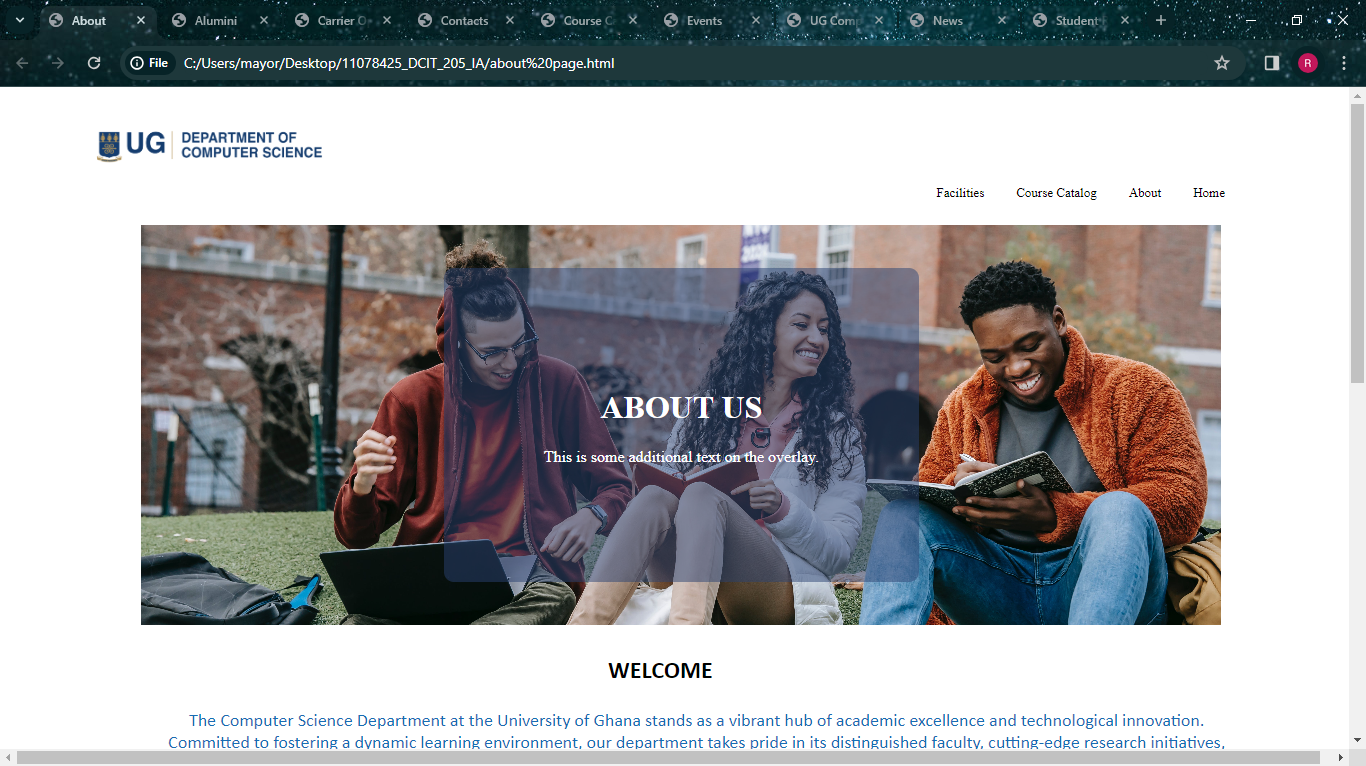 About
Alumini
Carrier O
Contacts
Course C
Events
UG Com
News
Student
File
C:/Users/mayor/Desktop/11078425_DCIT_205_IA/about%20page.html
R
UG
DEPARTMENT OF
COMPUTER SCIENCE
Facilities
Course Catalog
About
Home
ABOUT US
This is some additional text on the overlay.
WELCOME
The Computer Science Department at the University of Ghana stands as a vibrant hub of academic excellence and technological innovation.
Committed to fostering a dynamic learning environment, our department takes pride in its distinguished faculty, cutting-edge research initiatives,